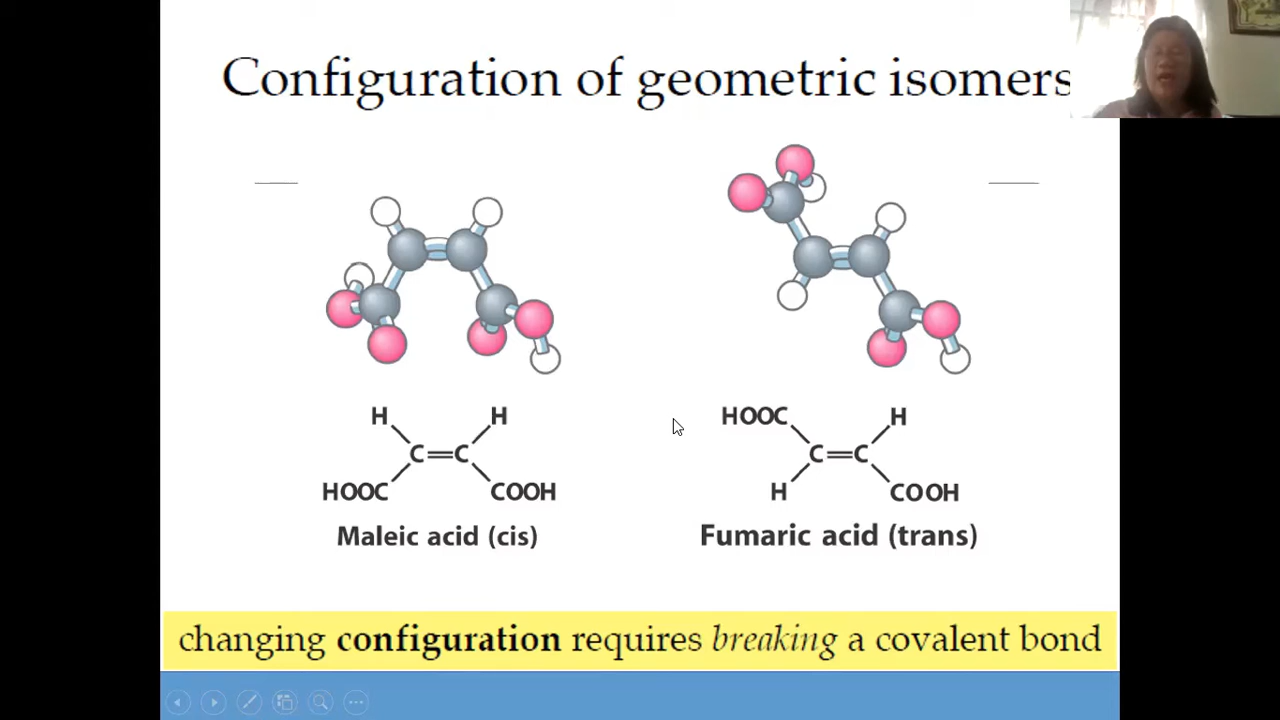 Configuration of geometric isomers
H H
C=C
HOOC COOH
Maleic acid (cis)
HOOC H
C=C
H COOH
Fumaric acid (trans)
changing configuration requires breaking a covalent bond